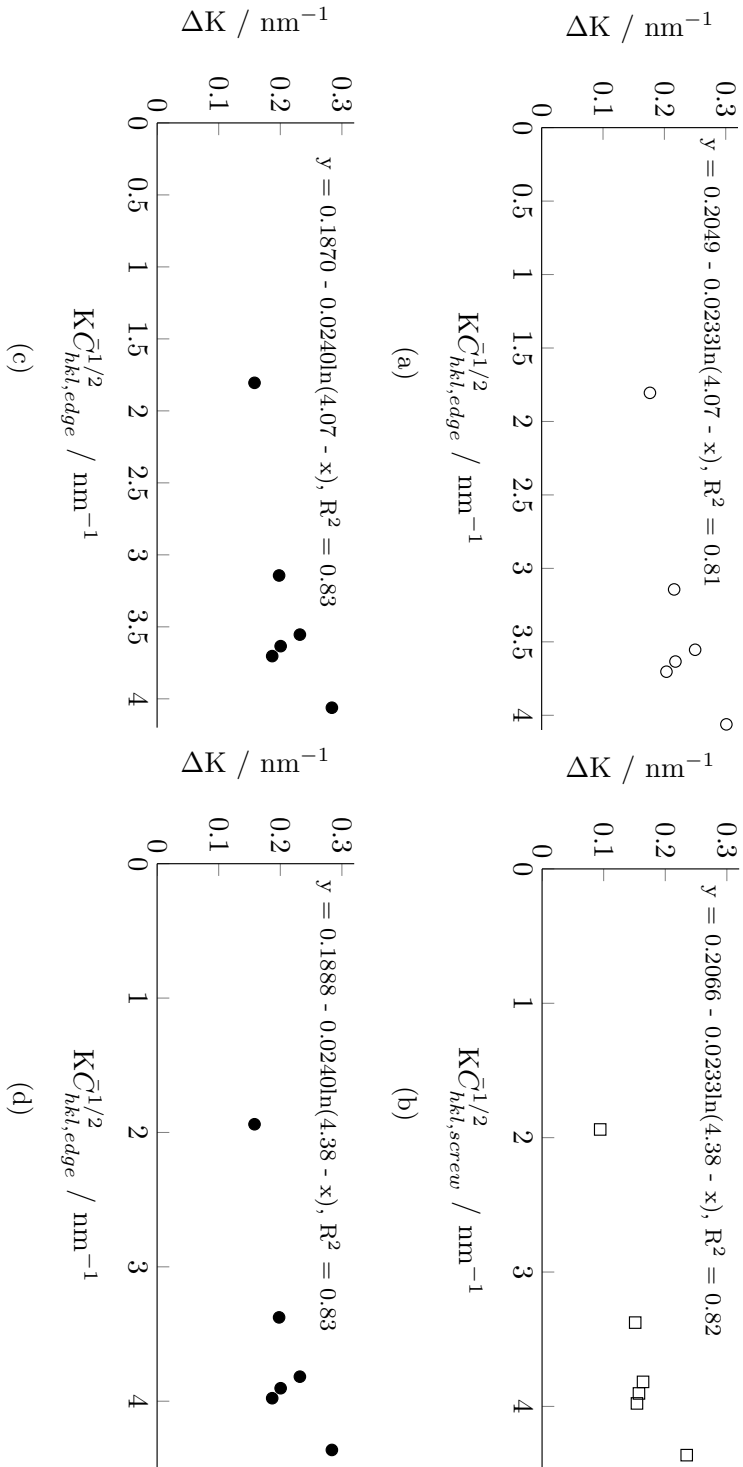 ΔK / nm⁻¹
0.3
0.2
0.1
0
y = 0.2049 - 0.0233ln(4.07 - x), R² = 0.81
0 0.5 1 1.5 2 2.5 3 3.5 4
KC̄^{1/2}_{hkl,edge} / nm⁻¹
(a)
ΔK / nm⁻¹
0.3
0.2
0.1
0
y = 0.2066 - 0.0233ln(4.38 - x), R² = 0.82
0 1 2 3 4
KC̄^{1/2}_{hkl,screw} / nm⁻¹
(b)
ΔK / nm⁻¹
0.3
0.2
0.1
0
y = 0.1870 - 0.0240ln(4.07 - x), R² = 0.83
0 0.5 1 1.5 2 2.5 3 3.5 4
KC̄^{1/2}_{hkl,edge} / nm⁻¹
(c)
ΔK / nm⁻¹
0.3
0.2
0.1
0
y = 0.1888 - 0.0240ln(4.38 - x), R² = 0.83
0 1 2 3 4
KC̄^{1/2}_{hkl,edge} / nm⁻¹
(d)